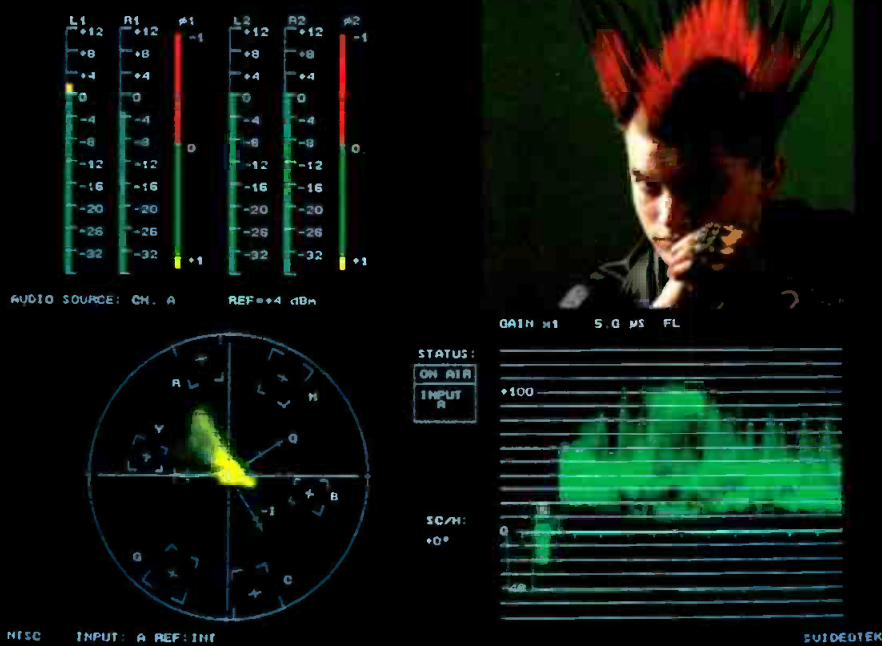 L1 R1 ø1 L2 R2 ø2
+12 +12 -1 +12 +12 -1
+8 +8 +8 +8
+4 +4 +4 +4
0 0 0 0
-4 -4 -4 -4
-8 -8 0 -8 -8 0
-12 -12 -12 -12
-16 -16 -16 -16
-20 -20 -20 -20
-26 -26 -26 -26
-32 -32 +1 -32 -32 +1
AUDIO SOURCE: CH. A REF=+4 dBm
GAIN x1 5.0 µS FL
STATUS:
ON AIR
INPUT
A
+100
R
M
Y
Q
B
-I
SC/H:
+0°
0
-40
G
C
NTSC INPUT: A REF:INT
VIDEOTEK